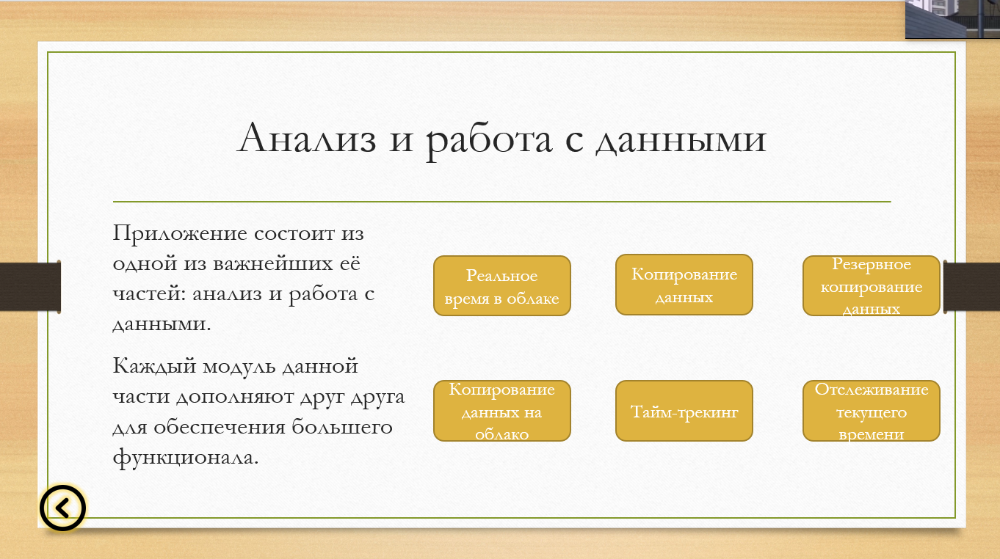 Анализ и работа с данными
Приложение состоит из
одной из важнейших её
частей: анализ и работа с
данными.
Каждый модуль данной
части дополняют друг друга
для обеспечения большего
функционала.
Реальное
время в облаке
Копирование
данных
Резервное
копирование
данных
Копирование
данных на
облако
Тайм-трекинг
Отслеживание
текущего
времени